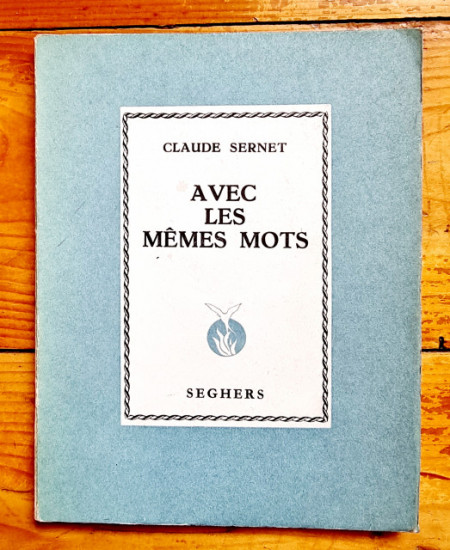 CLAUDE SERNET
AVEC
LES
MÊMES MOTS
SEGHERS